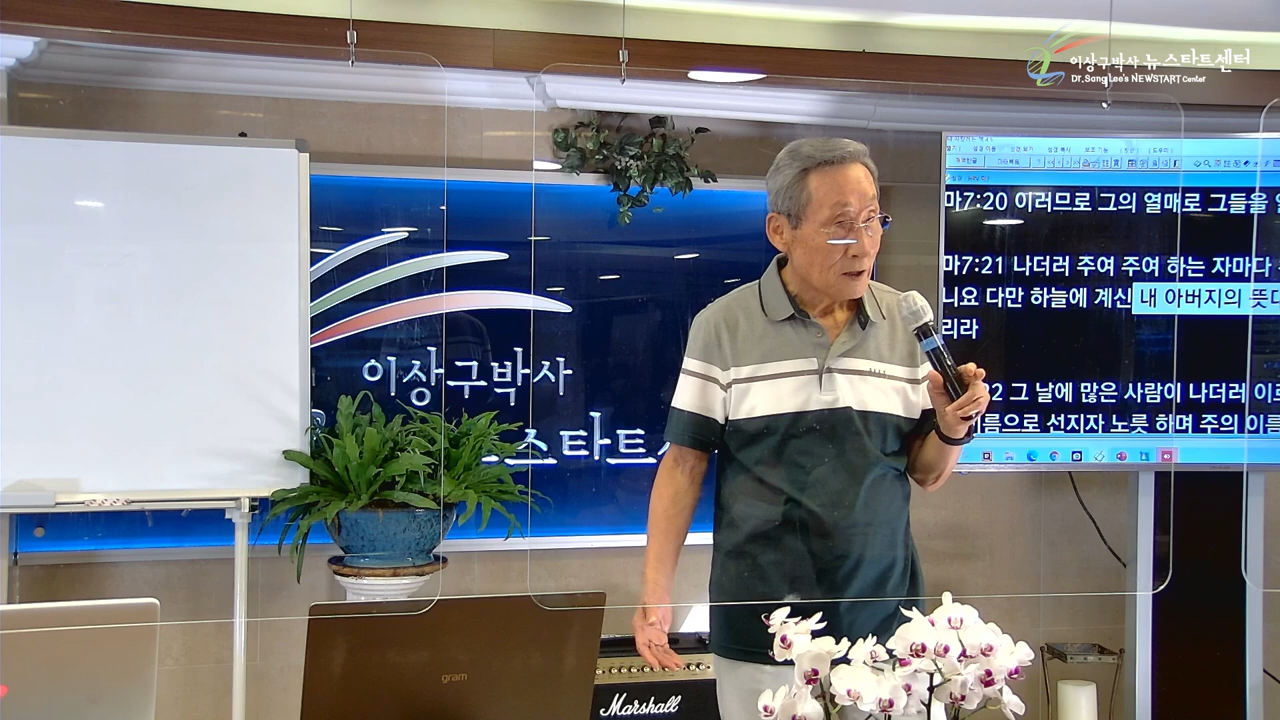 이상구박사 뉴스타트센터
Dr. Sang Lee's NEWSTART Center
마7:20 이러므로 그의 열매로 그들을
마7:21 나더러 주여 주여 하는 자마다
니요 다만 하늘에 계신 내 아버지의 뜻대
리라
22 그 날에 많은 사람이 나더러 이르
이름으로 선지자 노릇 하며 주의 이름
이상구박사
스타트
gram
Marshall